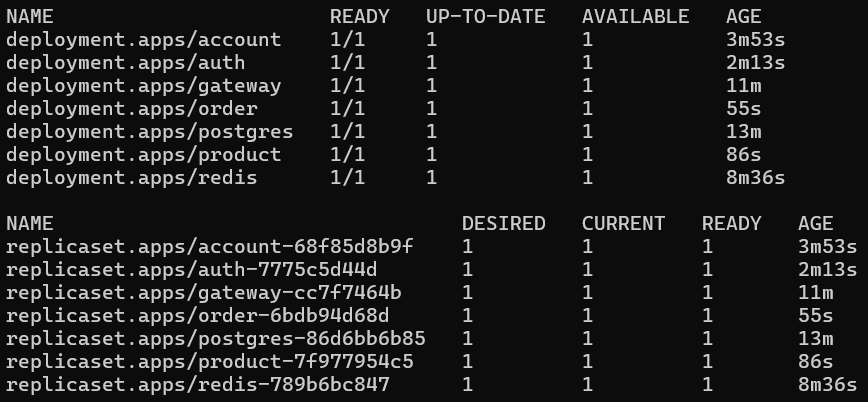 NAME                       READY   UP-TO-DATE   AVAILABLE   AGE
deployment.apps/account    1/1     1            1           3m53s
deployment.apps/auth       1/1     1            1           2m13s
deployment.apps/gateway    1/1     1            1           11m
deployment.apps/order      1/1     1            1           55s
deployment.apps/postgres   1/1     1            1           13m
deployment.apps/product    1/1     1            1           86s
deployment.apps/redis      1/1     1            1           8m36s

NAME                                  DESIRED   CURRENT   READY   AGE
replicaset.apps/account-68f85d8b9f    1         1         1       3m53s
replicaset.apps/auth-7775c5d44d       1         1         1       2m13s
replicaset.apps/gateway-cc7f7464b     1         1         1       11m
replicaset.apps/order-6bdb94d68d      1         1         1       55s
replicaset.apps/postgres-86d6bb6b85   1         1         1       13m
replicaset.apps/product-7f977954c5    1         1         1       86s
replicaset.apps/redis-789b6bc847      1         1         1       8m36s